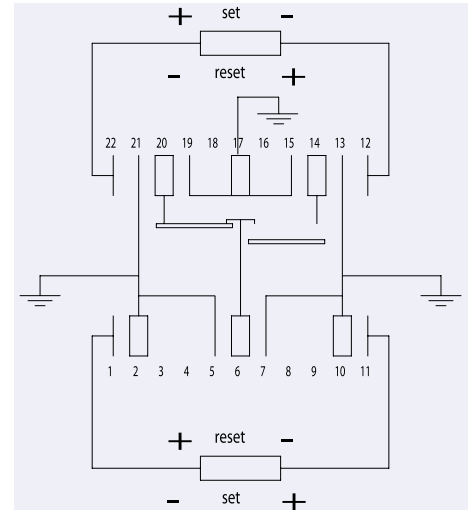 + set -
- reset +
22 21 20 19 18 17 16 15 14 13 12
1 2 3 4 5 6 7 8 9 10 11
+ reset -
- set +